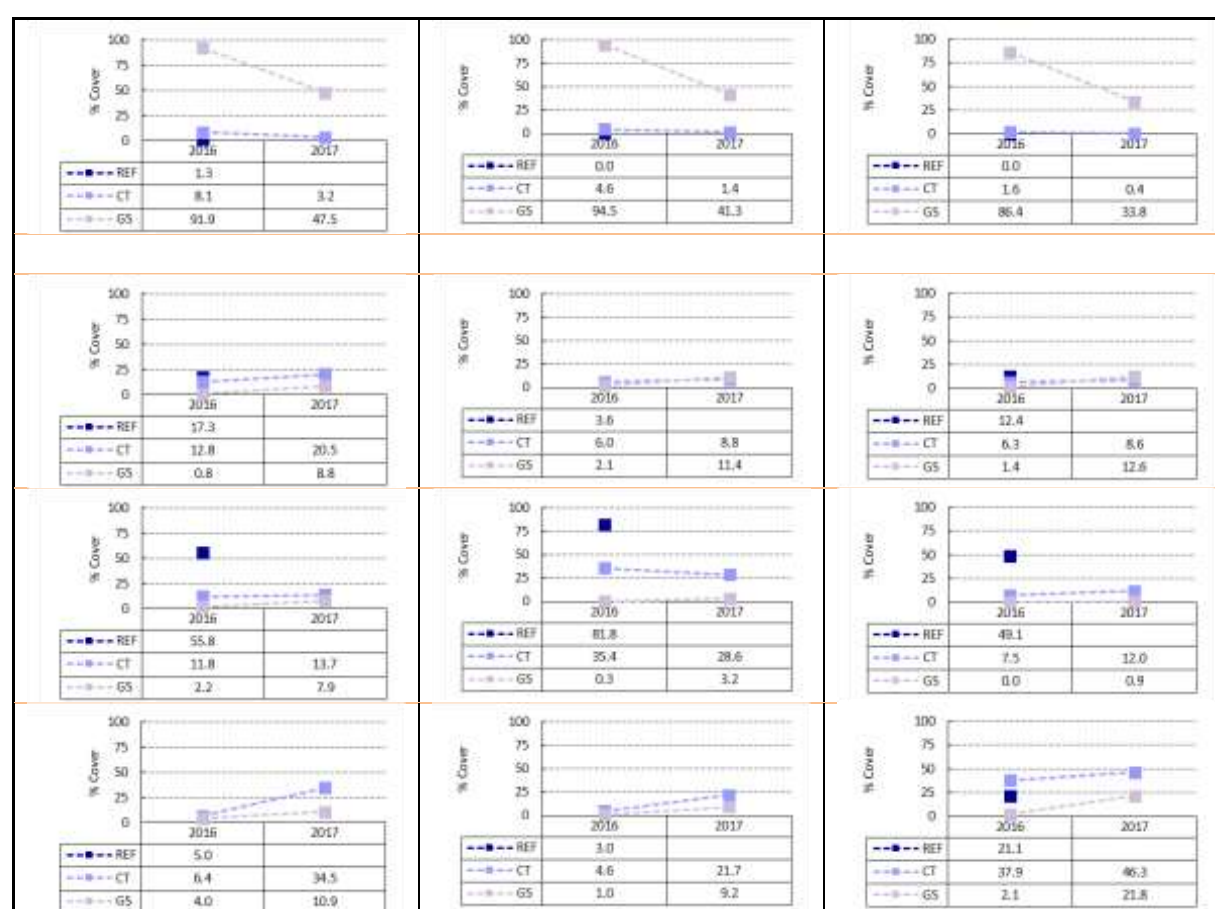 100
75
50
25
0
% Cover
2016 2017
REF 1.3
CT 8.1 3.2
GS 91.9 47.5
100
75
50
25
0
% Cover
2016 2017
REF 0.0
CT 4.6 1.4
GS 94.5 41.3
100
75
50
25
0
% Cover
2016 2017
REF 0.0
CT 1.6 0.4
GS 86.4 33.8
100
75
50
25
0
% Cover
2016 2017
REF 17.3
CT 12.8 20.5
GS 0.8 8.8
100
75
50
25
0
% Cover
2016 2017
REF 3.6
CT 6.0 8.8
GS 2.1 11.4
100
75
50
25
0
% Cover
2016 2017
REF 12.4
CT 6.3 8.6
GS 1.4 12.6
100
75
50
25
0
% Cover
2016 2017
REF 55.8
CT 11.8 13.7
GS 2.2 7.9
100
75
50
25
0
% Cover
2016 2017
REF 81.8
CT 35.4 28.6
GS 0.3 3.2
100
75
50
25
0
% Cover
2016 2017
REF 49.1
CT 7.5 12.0
GS 0.0 0.9
100
75
50
25
0
% Cover
2016 2017
REF 5.0
CT 6.4 34.5
GS 4.0 10.9
100
75
50
25
0
% Cover
2016 2017
REF 3.0
CT 4.6 21.7
GS 1.0 9.2
100
75
50
25
0
% Cover
2016 2017
REF 21.1
CT 37.9 46.3
GS 2.1 21.8